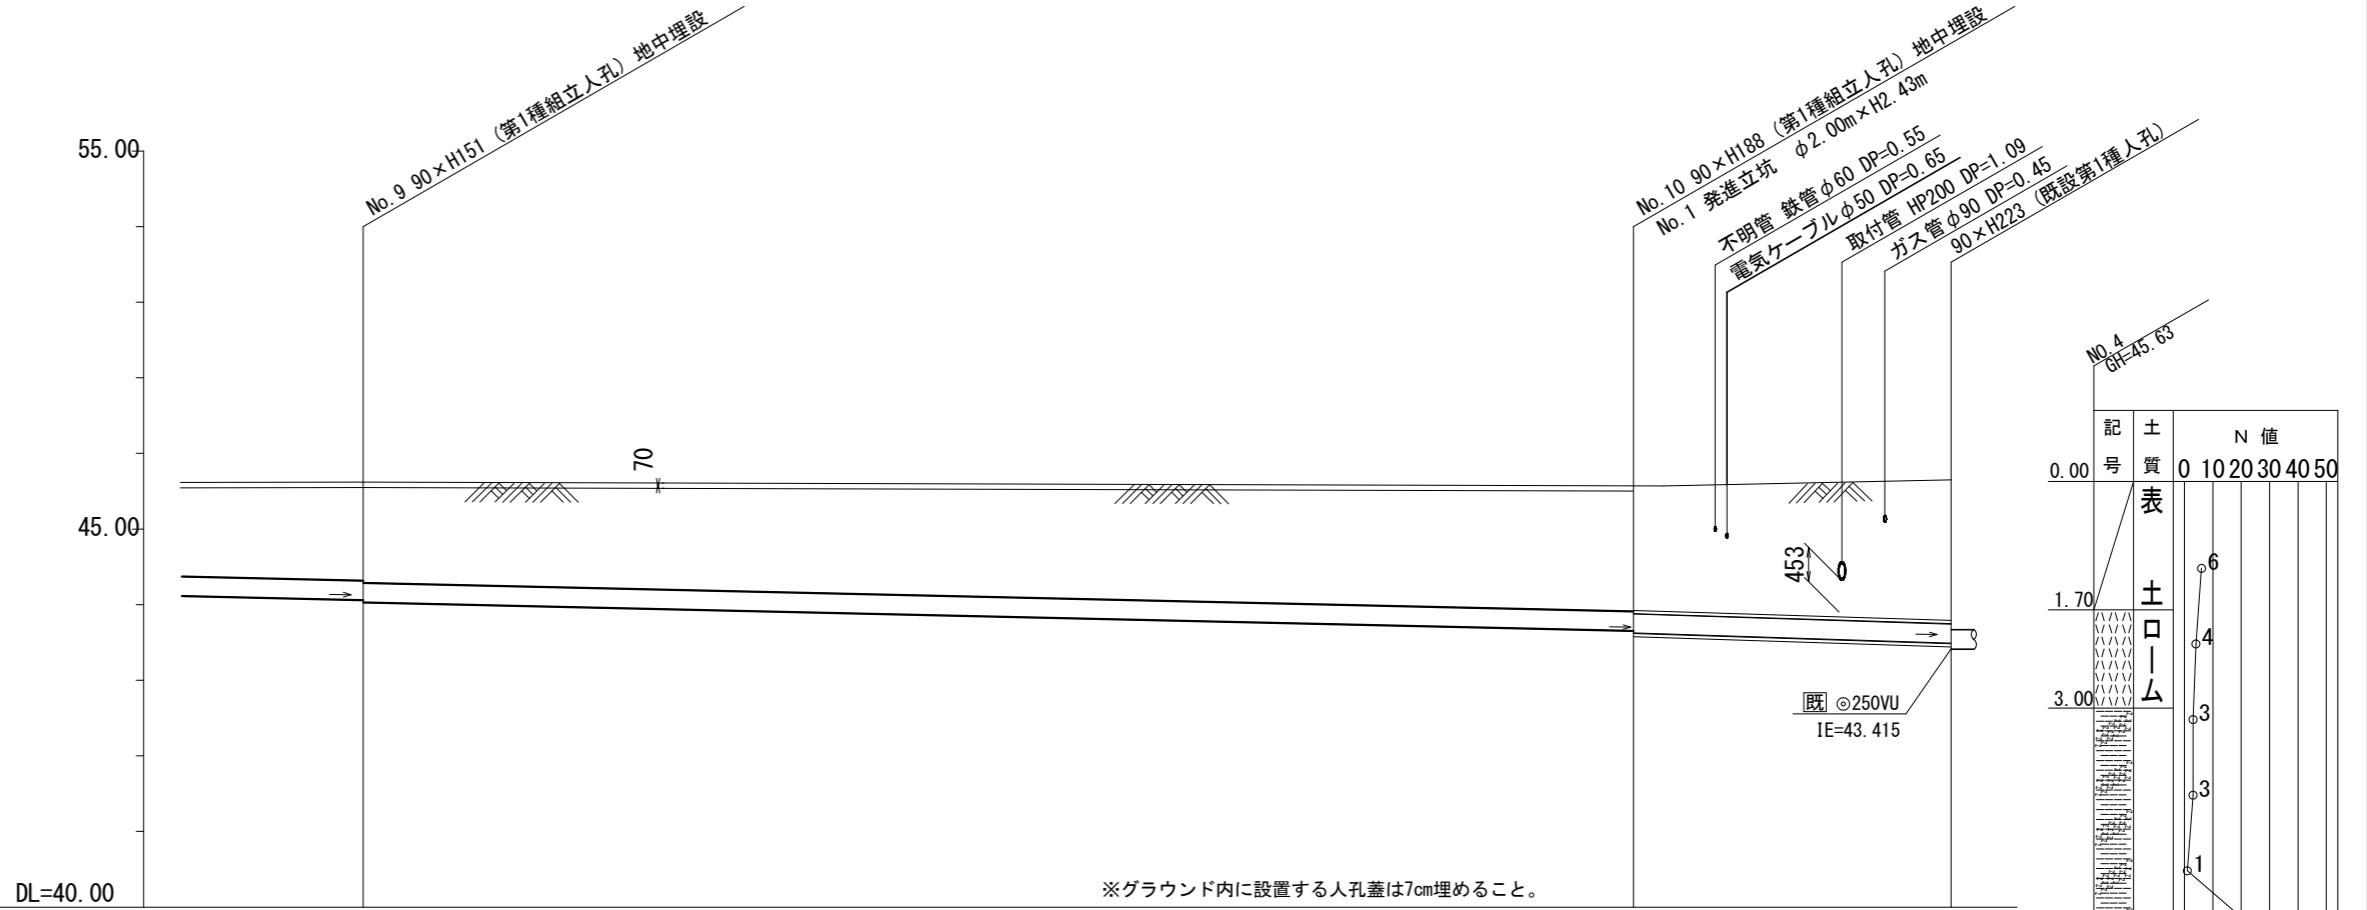 No.9 90×H151 (第1種組立人孔) 地中埋設
No.10 90×H188 (第1種組立人孔) 地中埋設
No.1 発進立坑 φ2.00m×H2.43m
不明管 鉄管φ60 DP=0.55
電気ケーブルφ50 DP=0.65
取付管 HP200 DP=1.09
ガス管φ90 DP=0.45
90×H223 (既設第1種人孔)
55.00
45.00
DL=40.00
70
453
既 ◎250VU
IE=43.415
※グラウンド内に設置する人孔蓋は7cm埋めること。
NO.4
GH=45.63
記号
土質
N 値
0 10 20 30 40 50
0.00
表土
6
1.70
ローム
4
3.00
3
3
1